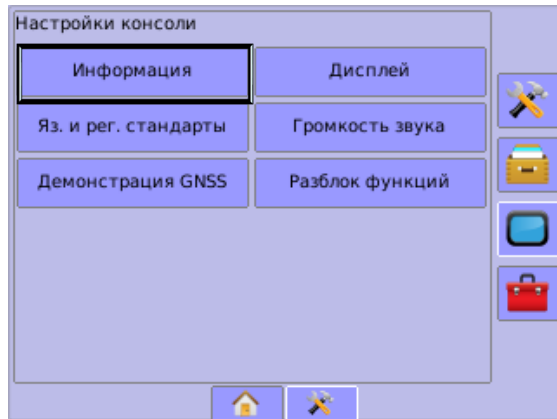 Настройки консоли
Информация
Дисплей
Яз. и рег. стандарты
Громкость звука
Демонстрация GNSS
Разблок функций